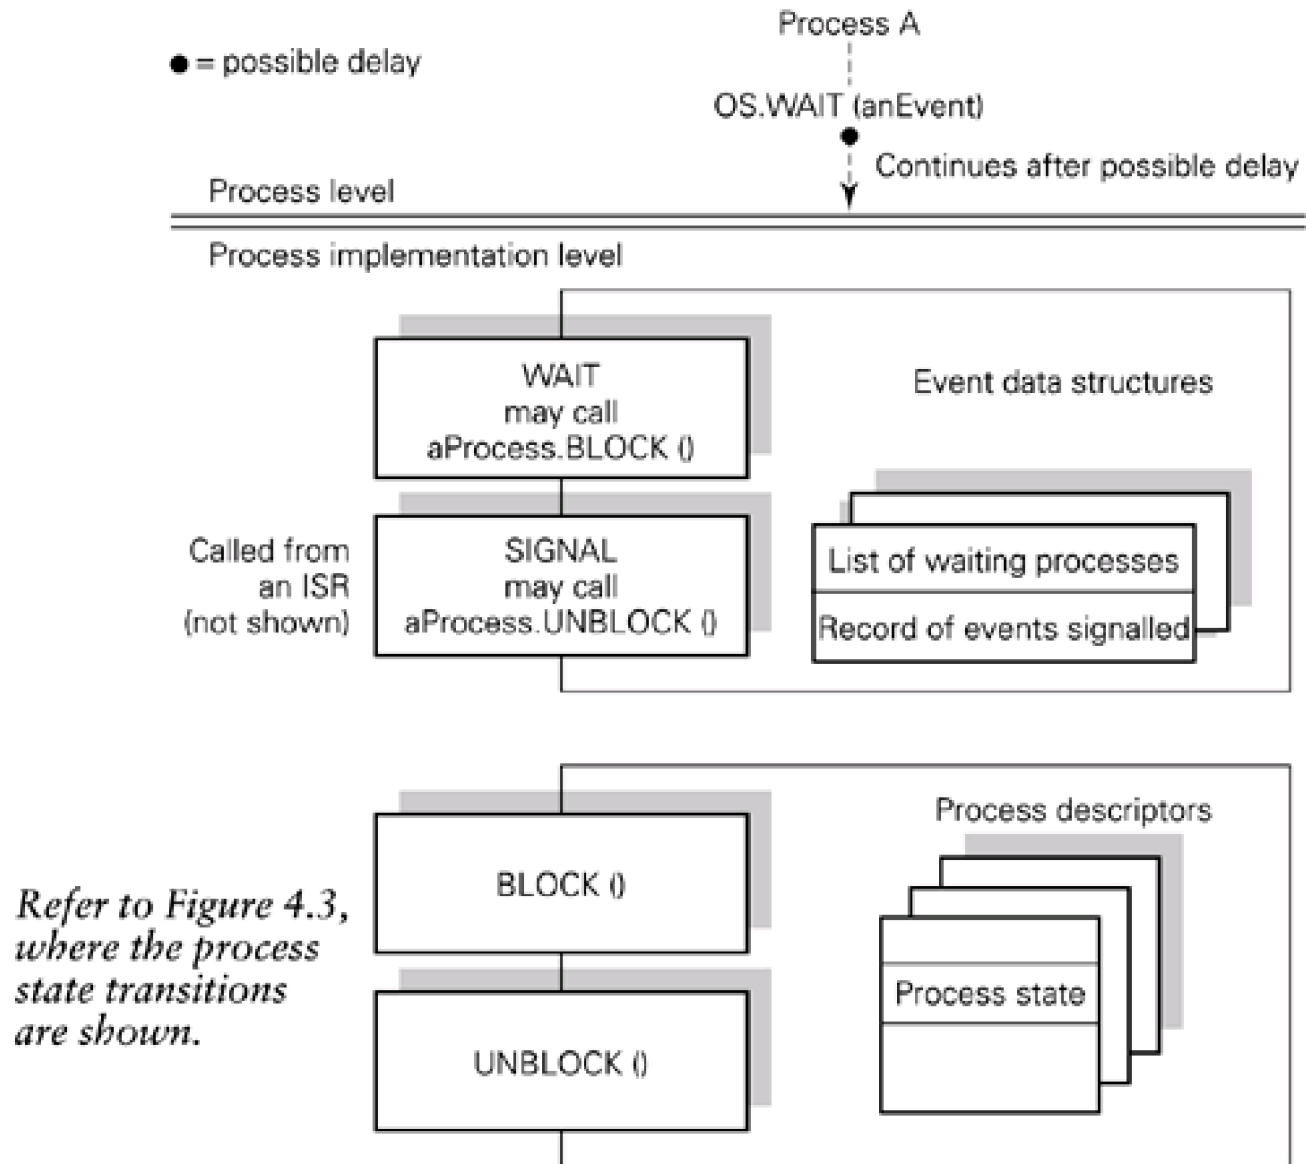 Process A
● = possible delay
OS.WAIT (anEvent)
Continues after possible delay
Process level
Process implementation level
WAIT
may call
aProcess.BLOCK ()
Event data structures
Called from
an ISR
(not shown)
SIGNAL
may call
aProcess.UNBLOCK ()
List of waiting processes
Record of events signalled
Process descriptors
BLOCK ()
Refer to Figure 4.3,
where the process
state transitions
are shown.
Process state
UNBLOCK ()